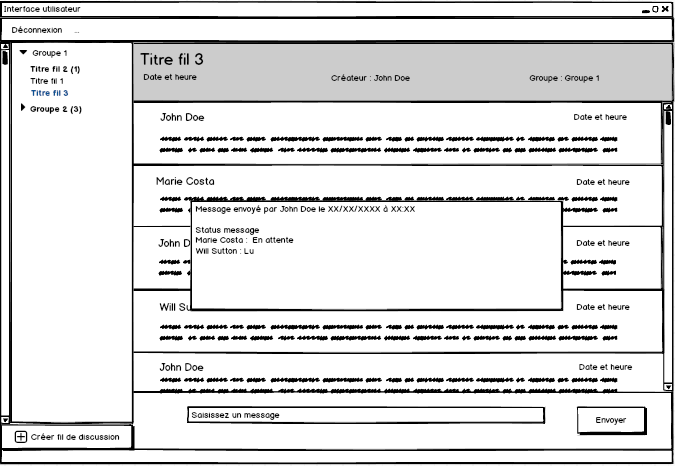 Interface utilisateur
Déconnexion ...
Groupe 1
Titre fil 2 (1)
Titre fil 1
Titre fil 3
Groupe 2 (3)
Créer fil de discussion
Titre fil 3
Date et heure Créateur : John Doe Groupe : Groupe 1
John Doe Date et heure
Marie Costa Date et heure
Message envoyé par John Doe le XX/XX/XXXX à XX:XX
Status message
Marie Costa : En attente
Will Sutton : Lu
John D Date et heure
Will Su Date et heure
John Doe Date et heure
Saisissez un message Envoyer